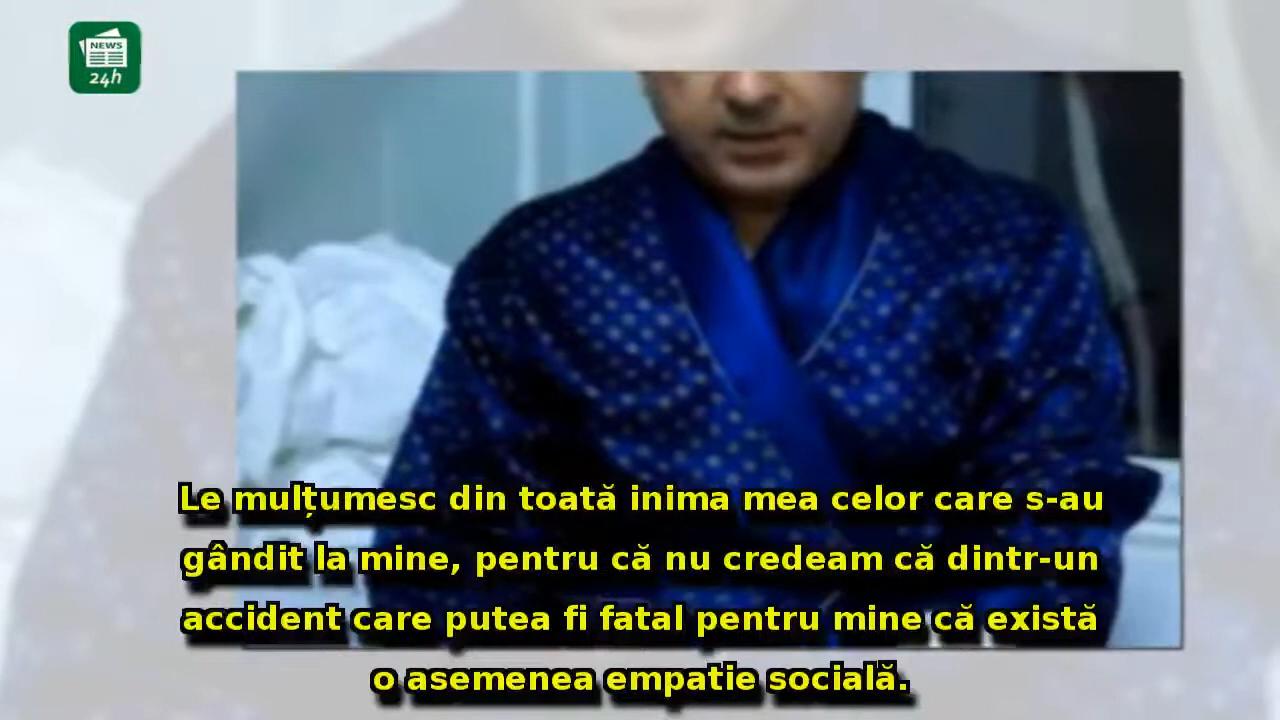 NEWS
24h
Le mulțumesc din toată inima mea celor care s-au
gândit la mine, pentru că nu credeam că dintr-un
accident care putea fi fatal pentru mine că există
o asemenea empatie socială.